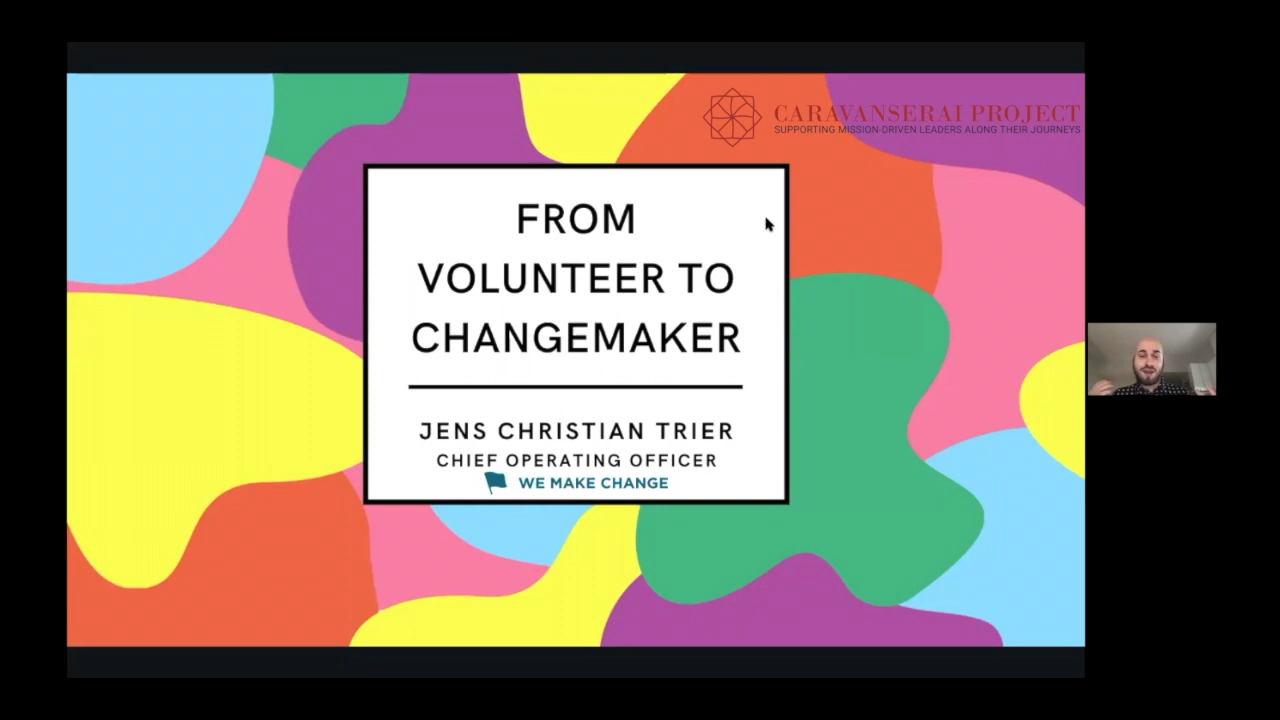 CARAVANSERAI PROJECT
SUPPORTING MISSION-DRIVEN LEADERS ALONG THEIR JOURNEYS
FROM
VOLUNTEER TO
CHANGEMAKER
JENS CHRISTIAN TRIER
CHIEF OPERATING OFFICER
WE MAKE CHANGE